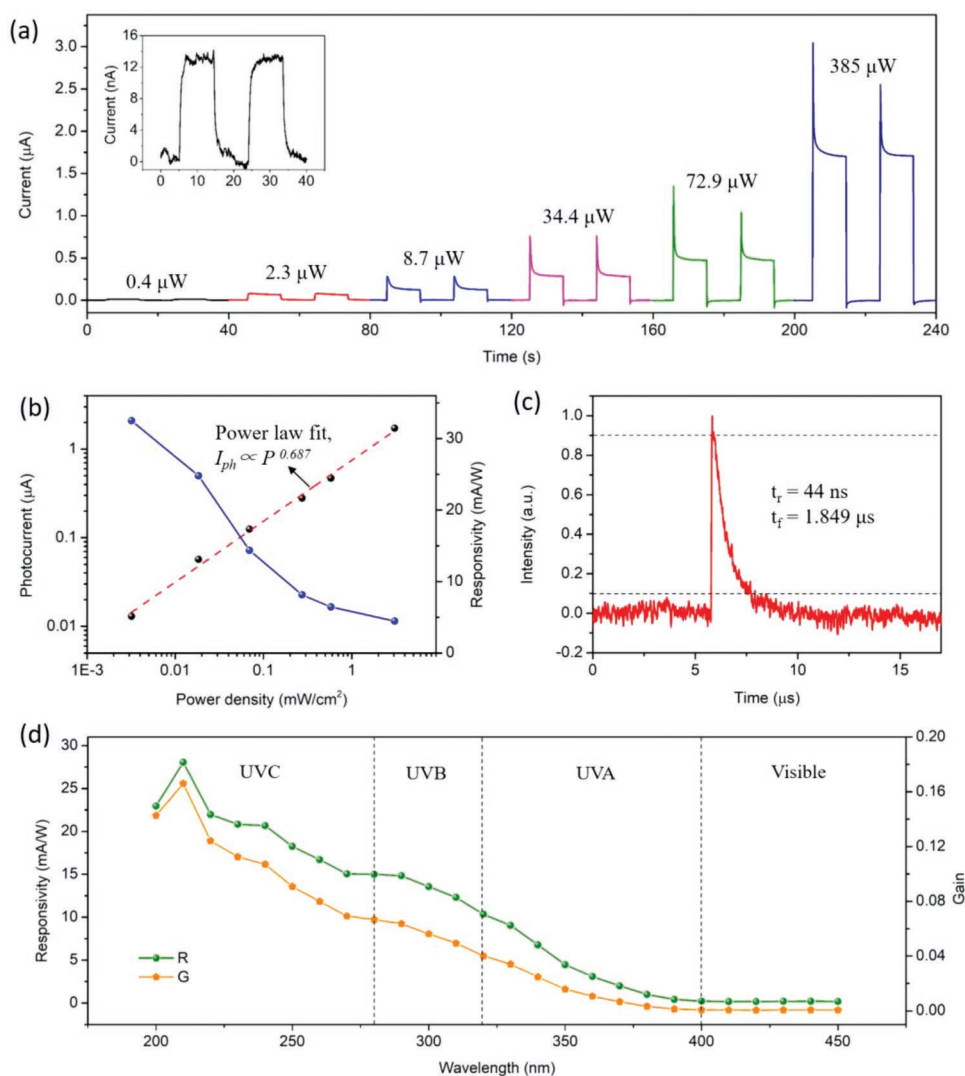 (a)
16
12
8
4
0
Current (nA)
0 10 20 30 40
3.0
2.5
2.0
1.5
1.0
0.5
0.0
Current (µA)
0.4 µW
2.3 µW
8.7 µW
34.4 µW
72.9 µW
385 µW
0 40 80 120 160 200 240
Time (s)
(b)
Power law fit,
I_ph ∝ P^0.687
1
0.1
0.01
Photocurrent (µA)
30
20
10
0
Responsivity (mA/W)
1E-3 0.01 0.1 1
Power density (mW/cm²)
(c)
1.0
0.8
0.6
0.4
0.2
0.0
-0.2
Intensity (a.u.)
t_r = 44 ns
t_f = 1.849 µs
0 5 10 15
Time (µs)
(d)
UVC UVB UVA Visible
30
25
20
15
10
5
0
Responsivity (mA/W)
0.20
0.16
0.12
0.08
0.04
0.00
Gain
R
G
200 250 300 350 400 450
Wavelength (nm)